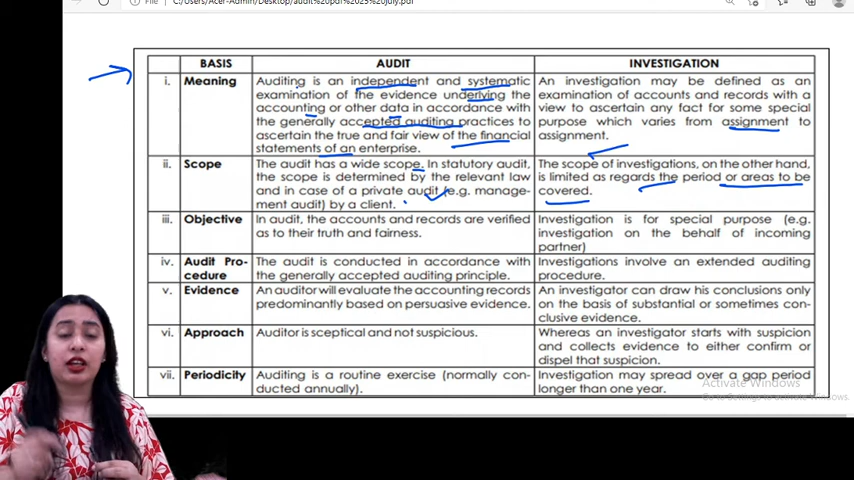 File | C:/Users/Acer-Admin/Desktop/audit%20pdf%2023%20july.pdf
BASIS AUDIT INVESTIGATION
i. Meaning Auditing is an independent and systematic examination of the evidence underlying the accounting or other data in accordance with the generally accepted auditing practices to ascertain the true and fair view of the financial statements of an enterprise. An investigation may be defined as an examination of accounts and records with a view to ascertain any fact for some special purpose which varies from assignment to assignment.
ii. Scope The audit has a wide scope. In statutory audit, the scope is determined by the relevant law and in case of a private audit (e.g. manage-ment audit) by a client. The scope of investigations, on the other hand, is limited as regards the period or areas to be covered.
iii. Objective In audit, the accounts and records are verified as to their truth and fairness. Investigation is for special purpose (e.g. investigation on the behalf of incoming partner)
iv. Audit Pro-cedure The audit is conducted in accordance with the generally accepted auditing principle. Investigations involve an extended auditing procedure.
v. Evidence An auditor will evaluate the accounting records predominantly based on persuasive evidence. An investigator can draw his conclusions only on the basis of substantial or sometimes con-clusive evidence.
vi. Approach Auditor is sceptical and not suspicious. Whereas an investigator starts with suspicion and collects evidence to either confirm or dispel that suspicion.
vii. Periodicity Auditing is a routine exercise (normally con-ducted annually). Investigation may spread over a gap period longer than one year.
Activate Windows
Go to Settings to activate Windows.